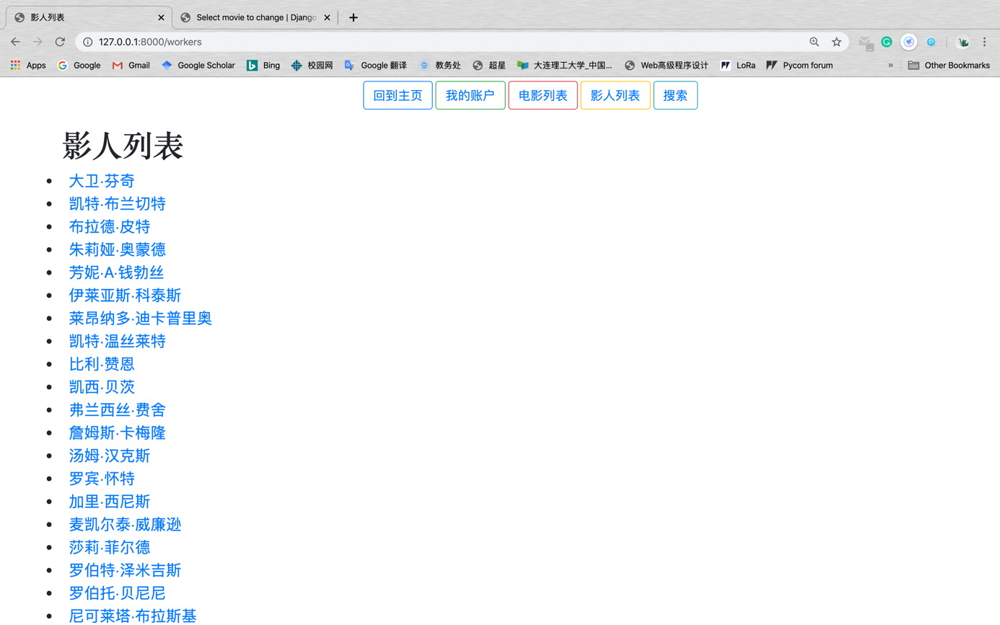 影人列表
Select movie to change | Django
127.0.0.1:8000/workers
Apps Google Gmail Google Scholar Bing 校园网 Google 翻译 教务处 超星 大连理工大学_中国... Web高级程序设计 LoRa Pycom forum » Other Bookmarks
回到主页 我的账户 电影列表 影人列表 搜索
影人列表
大卫·芬奇
凯特·布兰切特
布拉德·皮特
朱莉娅·奥蒙德
芳妮·A·钱勃丝
伊莱亚斯·科泰斯
莱昂纳多·迪卡普里奥
凯特·温丝莱特
比利·赞恩
凯西·贝茨
弗兰西丝·费舍
詹姆斯·卡梅隆
汤姆·汉克斯
罗宾·怀特
加里·西尼斯
麦凯尔泰·威廉逊
莎莉·菲尔德
罗伯特·泽米吉斯
罗伯托·贝尼尼
尼可莱塔·布拉斯基